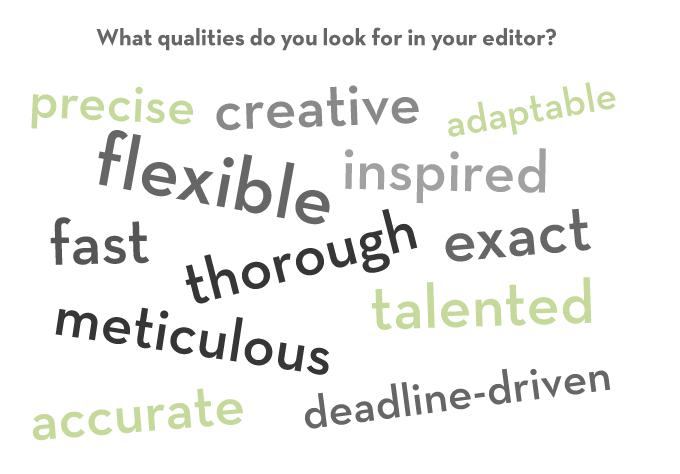 What qualities do you look for in your editor?
precise creative adaptable
flexible inspired
fast thorough exact
meticulous talented
accurate deadline-driven